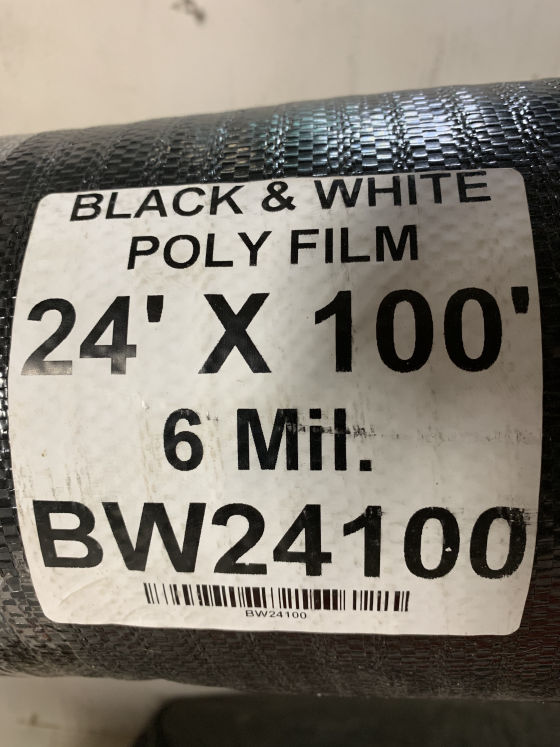 BLACK & WHITE
POLY FILM
24' X 100'
6 Mil.
BW24100
BW24100